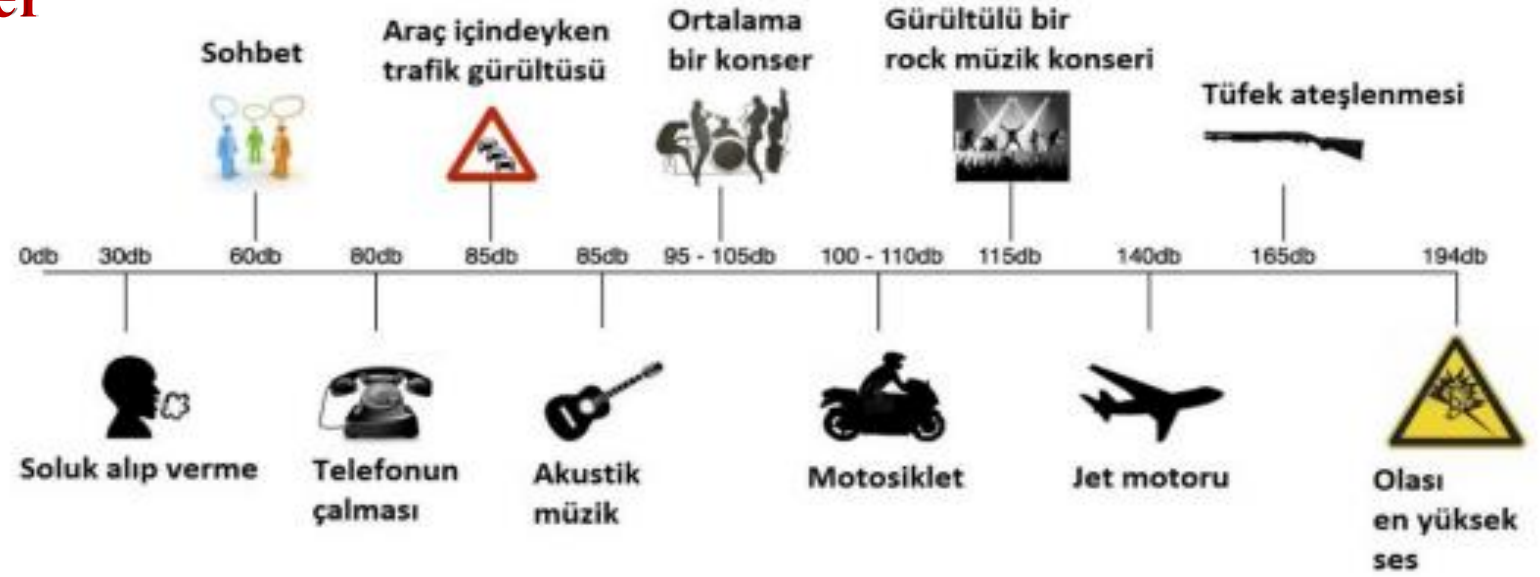 Sohbet
Araç içindeyken
trafik gürültüsü
Ortalama
bir konser
Gürültülü bir
rock müzik konseri
Tüfek ateşlenmesi
0db 30db 60db 80db 85db 85db 95 - 105db 100 - 110db 115db 140db 165db 194db
Soluk alıp verme
Telefonun
çalması
Akustik
müzik
Motosiklet
Jet motoru
Olası
en yüksek
ses